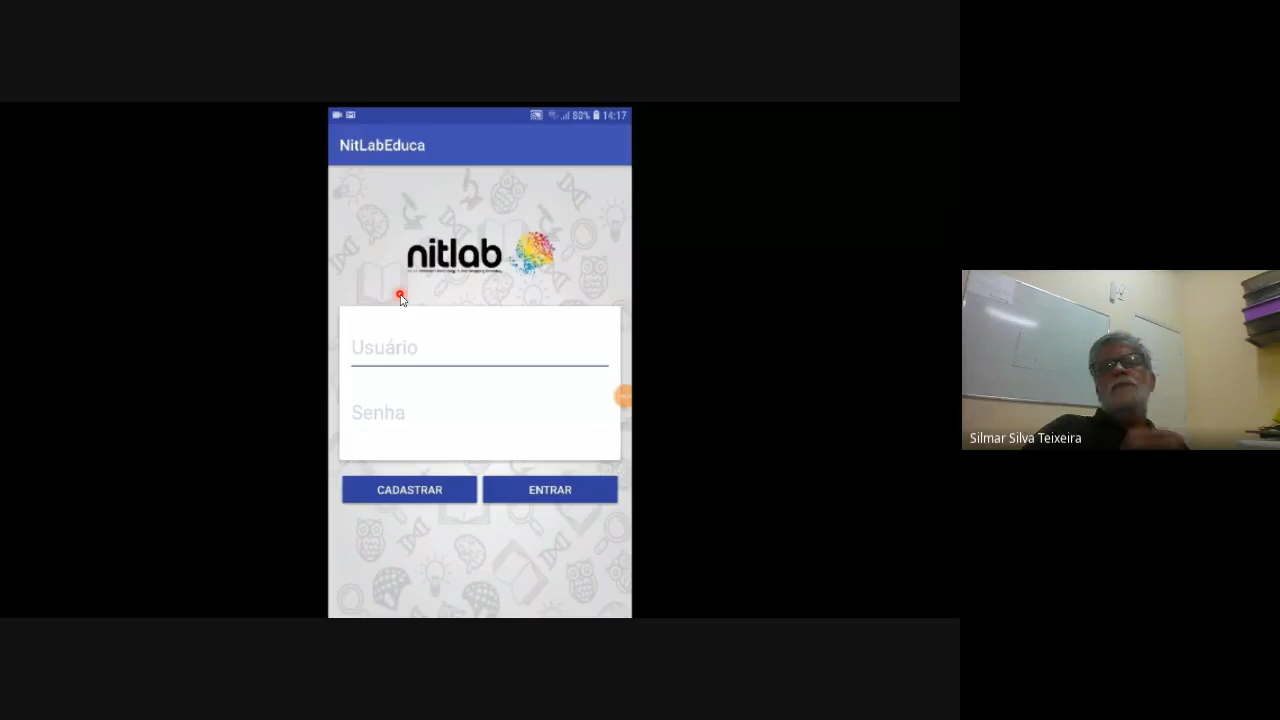 80% 14:17
NitLabEduca
nitlab
Usuário
Senha
CADASTRAR
ENTRAR
Silmar Silva Teixeira